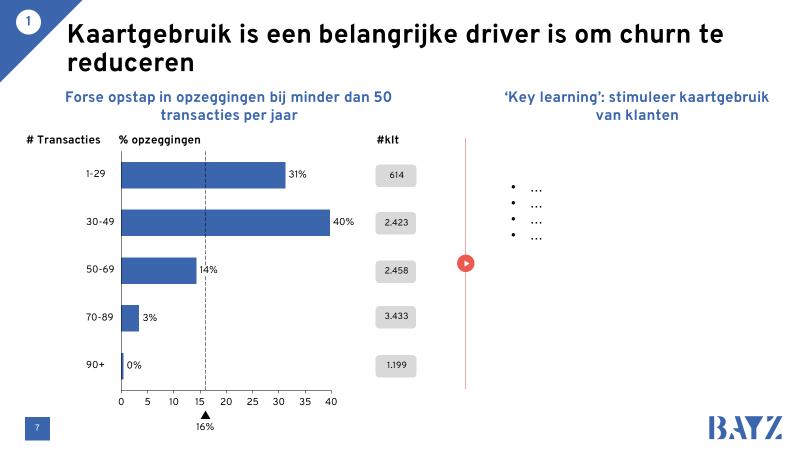 1
Kaartgebruik is een belangrijke driver is om churn te
reduceren
Forse opstap in opzeggingen bij minder dan 50
transacties per jaar
# Transacties % opzeggingen #klt
1-29 31% 614
30-49 40% 2.423
50-69 14% 2.458
70-89 3% 3.433
90+ 0% 1.199
0 5 10 15 20 25 30 35 40
16%
‘Key learning’: stimuleer kaartgebruik
van klanten
• ...
• ...
• ...
• ...
7
BAYZ